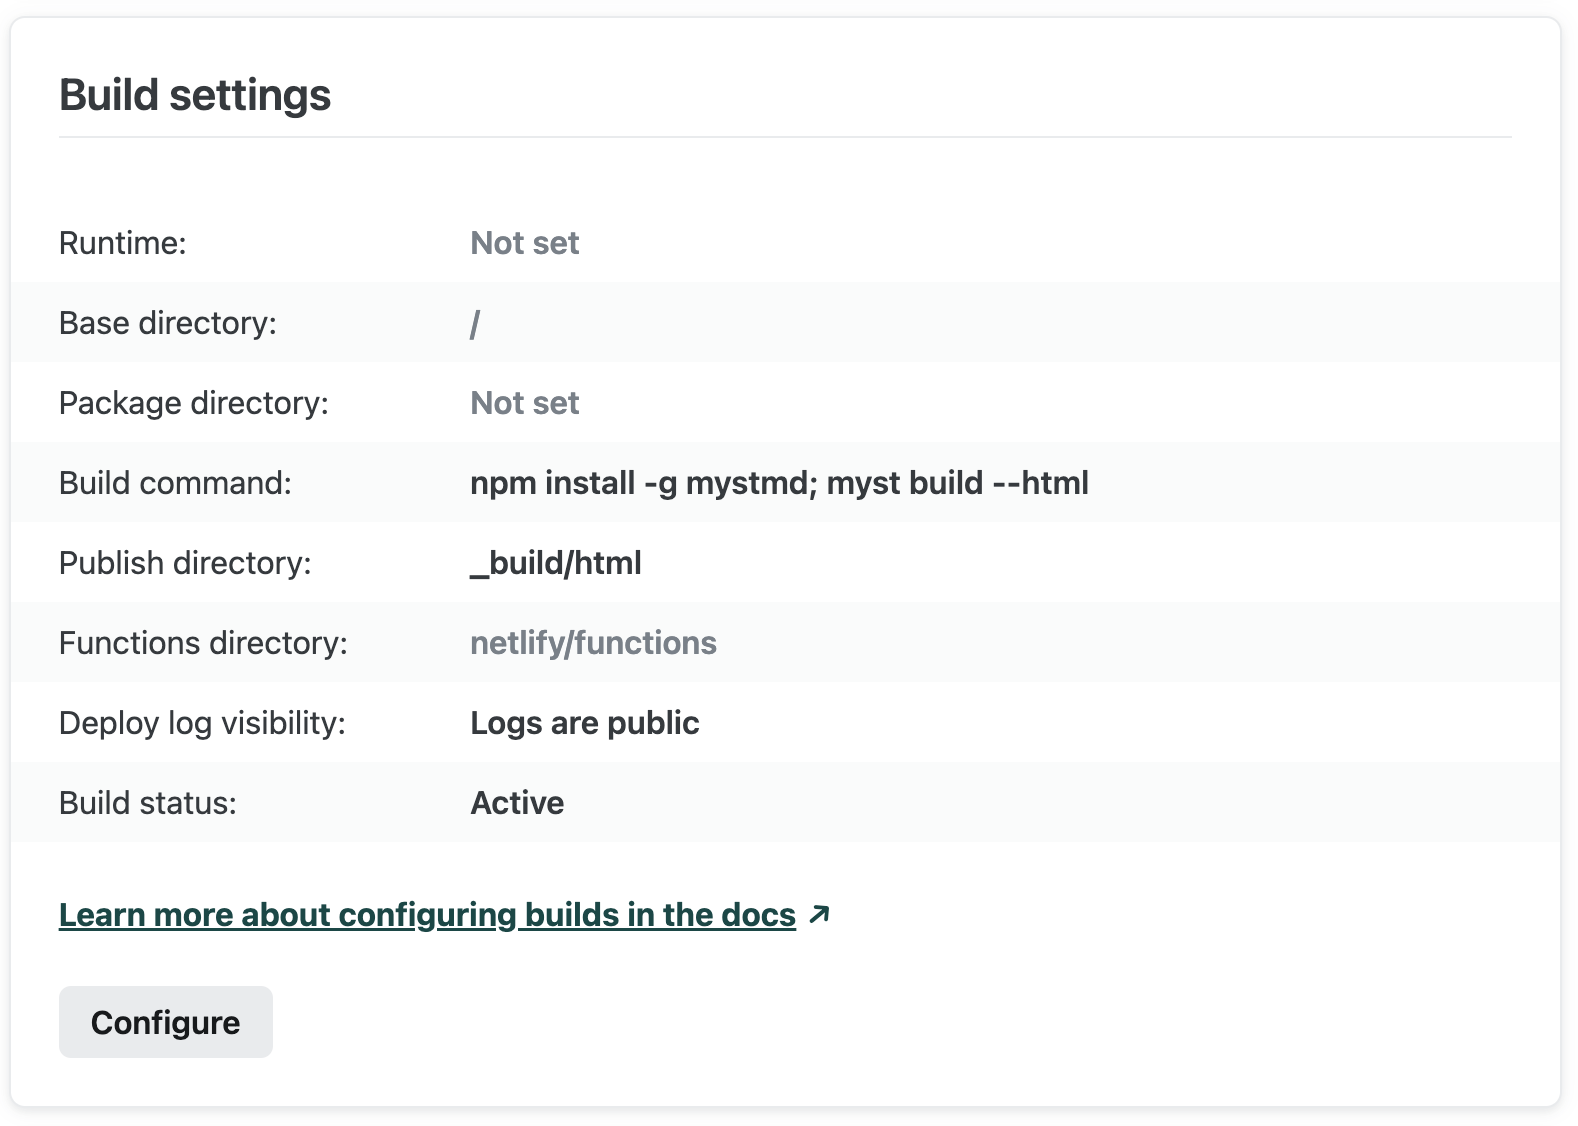 Build settings
Runtime: Not set
Base directory: /
Package directory: Not set
Build command: npm install -g mystmd; myst build --html
Publish directory: _build/html
Functions directory: netlify/functions
Deploy log visibility: Logs are public
Build status: Active
Learn more about configuring builds in the docs ↗
Configure